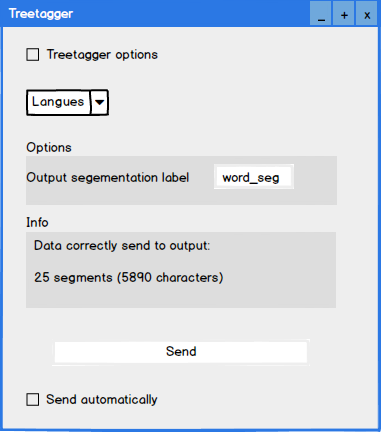 Treetagger
_ + x
Treetagger options
Langues
Options
Output segementation label word_seg
Info
Data correctly send to output:
25 segments (5890 characters)
Send
Send automatically